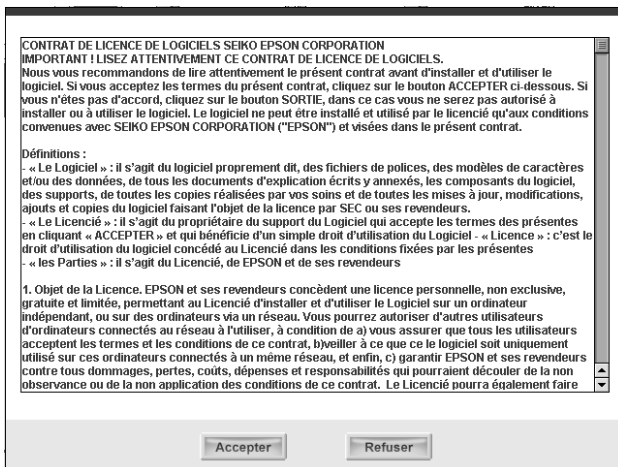 CONTRAT DE LICENCE DE LOGICIELS SEIKO EPSON CORPORATION
IMPORTANT ! LISEZ ATTENTIVEMENT CE CONTRAT DE LICENCE DE LOGICIELS.
Nous vous recommandons de lire attentivement le présent contrat avant d'installer et d'utiliser le
logiciel. Si vous acceptez les termes du présent contrat, cliquez sur le bouton ACCEPTER ci-dessous. Si
vous n'êtes pas d'accord, cliquez sur le bouton SORTIE, dans ce cas vous ne serez pas autorisé à
installer ou à utiliser le logiciel. Le logiciel ne peut être installé et utilisé par le licencié qu'aux conditions
convenues avec SEIKO EPSON CORPORATION ("EPSON") et visées dans le présent contrat.
Définitions :
- « Le Logiciel » : il s'agit du logiciel proprement dit, des fichiers de polices, des modèles de caractères
et/ou des données, de tous les documents d'explication écrits y annexés, les composants du logiciel,
des supports, de toutes les copies réalisées par vos soins et de toutes les mises à jour, modifications,
ajouts et copies du logiciel faisant l'objet de la licence par SEC ou ses revendeurs.
- « Le Licencié » : il s'agit du propriétaire du support du Logiciel qui accepte les termes des présentes
en cliquant « ACCEPTER » et qui bénéficie d'un simple droit d'utilisation du Logiciel - « Licence » : c'est le
droit d'utilisation du logiciel concédé au Licencié dans les conditions fixées par les présentes
- « les Parties » : il s'agit du Licencié, de EPSON et de ses revendeurs
1. Objet de la Licence. EPSON et ses revendeurs concèdent une licence personnelle, non exclusive,
gratuite et limitée, permettant au Licencié d'installer et d'utiliser le Logiciel sur un ordinateur
indépendant, ou sur des ordinateurs via un réseau. Vous pourrez autoriser d'autres utilisateurs
d'ordinateurs connectés au réseau à l'utiliser, à condition de a) vous assurer que tous les utilisateurs
acceptent les termes et les conditions de ce contrat, b)veiller à ce que ce le logiciel soit uniquement
utilisé sur ces ordinateurs connectés à un même réseau, et enfin, c) garantir EPSON et ses revendeurs
contre tous dommages, pertes, coûts, dépenses et responsabilités qui pourraient découler de la non
observance ou de la non application des conditions de ce contrat. Le Licencié pourra également faire
Accepter
Refuser